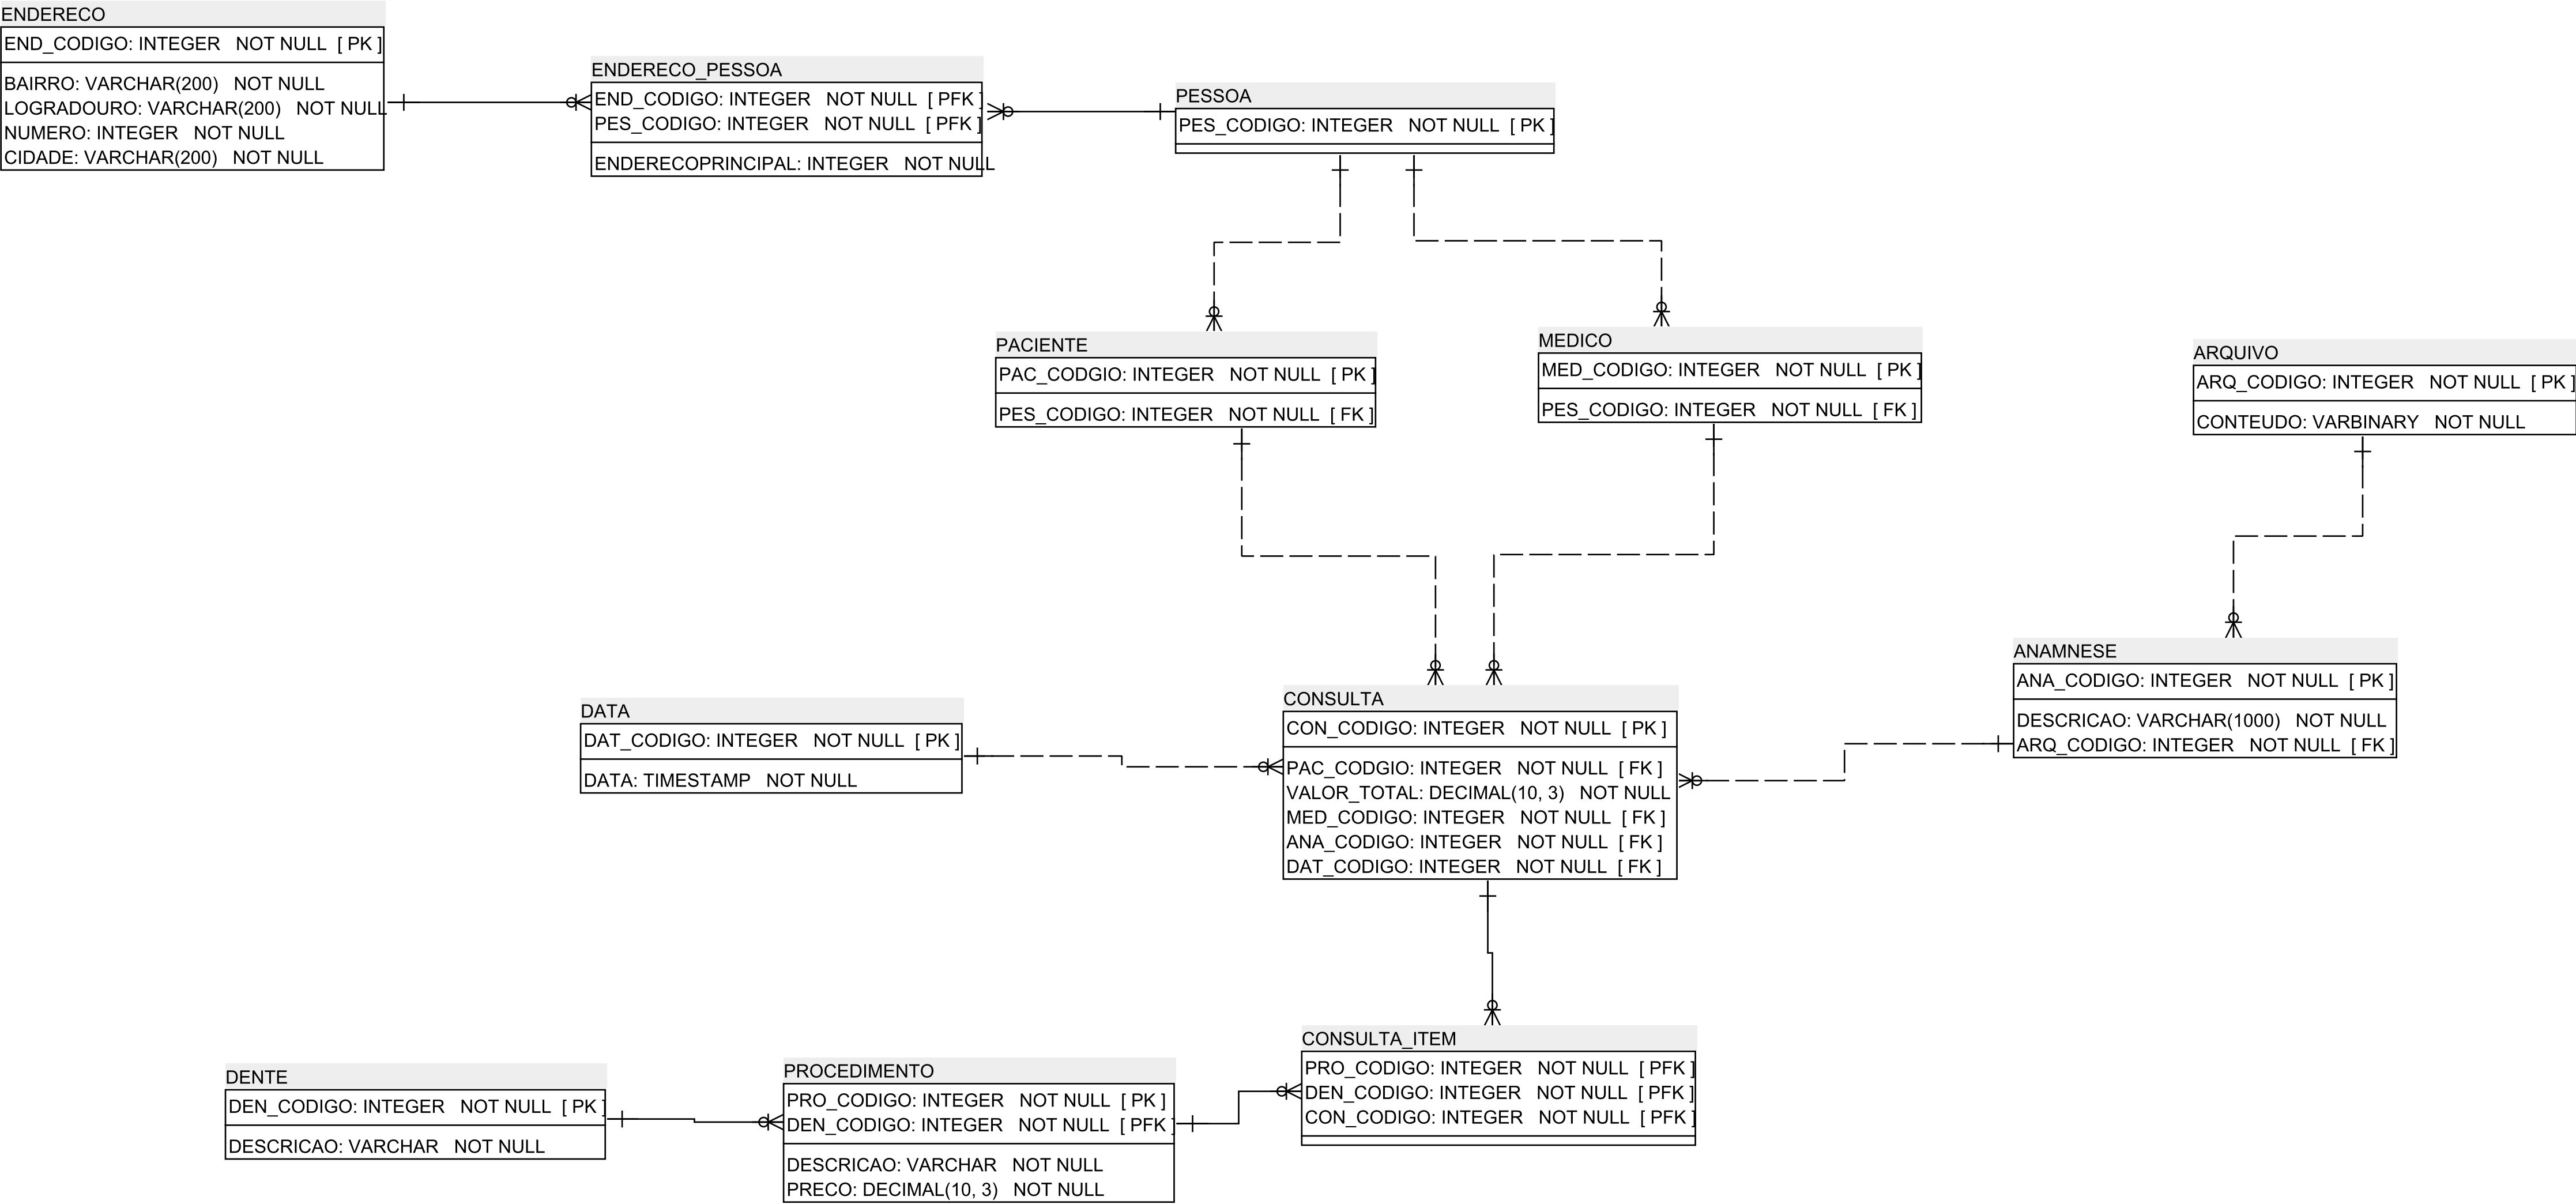 ENDERECO
END_CODIGO: INTEGER NOT NULL [ PK ]
BAIRRO: VARCHAR(200) NOT NULL
LOGRADOURO: VARCHAR(200) NOT NULL
NUMERO: INTEGER NOT NULL
CIDADE: VARCHAR(200) NOT NULL
ENDERECO_PESSOA
END_CODIGO: INTEGER NOT NULL [ PFK ]
PES_CODIGO: INTEGER NOT NULL [ PFK ]
ENDERECOPRINCIPAL: INTEGER NOT NULL
PESSOA
PES_CODIGO: INTEGER NOT NULL [ PK ]
PACIENTE
PAC_CODGIO: INTEGER NOT NULL [ PK ]
PES_CODIGO: INTEGER NOT NULL [ FK ]
MEDICO
MED_CODIGO: INTEGER NOT NULL [ PK ]
PES_CODIGO: INTEGER NOT NULL [ FK ]
ARQUIVO
ARQ_CODIGO: INTEGER NOT NULL [ PK ]
CONTEUDO: VARBINARY NOT NULL
ANAMNESE
ANA_CODIGO: INTEGER NOT NULL [ PK ]
DESCRICAO: VARCHAR(1000) NOT NULL
ARQ_CODIGO: INTEGER NOT NULL [ FK ]
DATA
DAT_CODIGO: INTEGER NOT NULL [ PK ]
DATA: TIMESTAMP NOT NULL
CONSULTA
CON_CODIGO: INTEGER NOT NULL [ PK ]
PAC_CODGIO: INTEGER NOT NULL [ FK ]
VALOR_TOTAL: DECIMAL(10, 3) NOT NULL
MED_CODIGO: INTEGER NOT NULL [ FK ]
ANA_CODIGO: INTEGER NOT NULL [ FK ]
DAT_CODIGO: INTEGER NOT NULL [ FK ]
DENTE
DEN_CODIGO: INTEGER NOT NULL [ PK ]
DESCRICAO: VARCHAR NOT NULL
PROCEDIMENTO
PRO_CODIGO: INTEGER NOT NULL [ PK ]
DEN_CODIGO: INTEGER NOT NULL [ PFK ]
DESCRICAO: VARCHAR NOT NULL
PRECO: DECIMAL(10, 3) NOT NULL
CONSULTA_ITEM
PRO_CODIGO: INTEGER NOT NULL [ PFK ]
DEN_CODIGO: INTEGER NOT NULL [ PFK ]
CON_CODIGO: INTEGER NOT NULL [ PFK ]